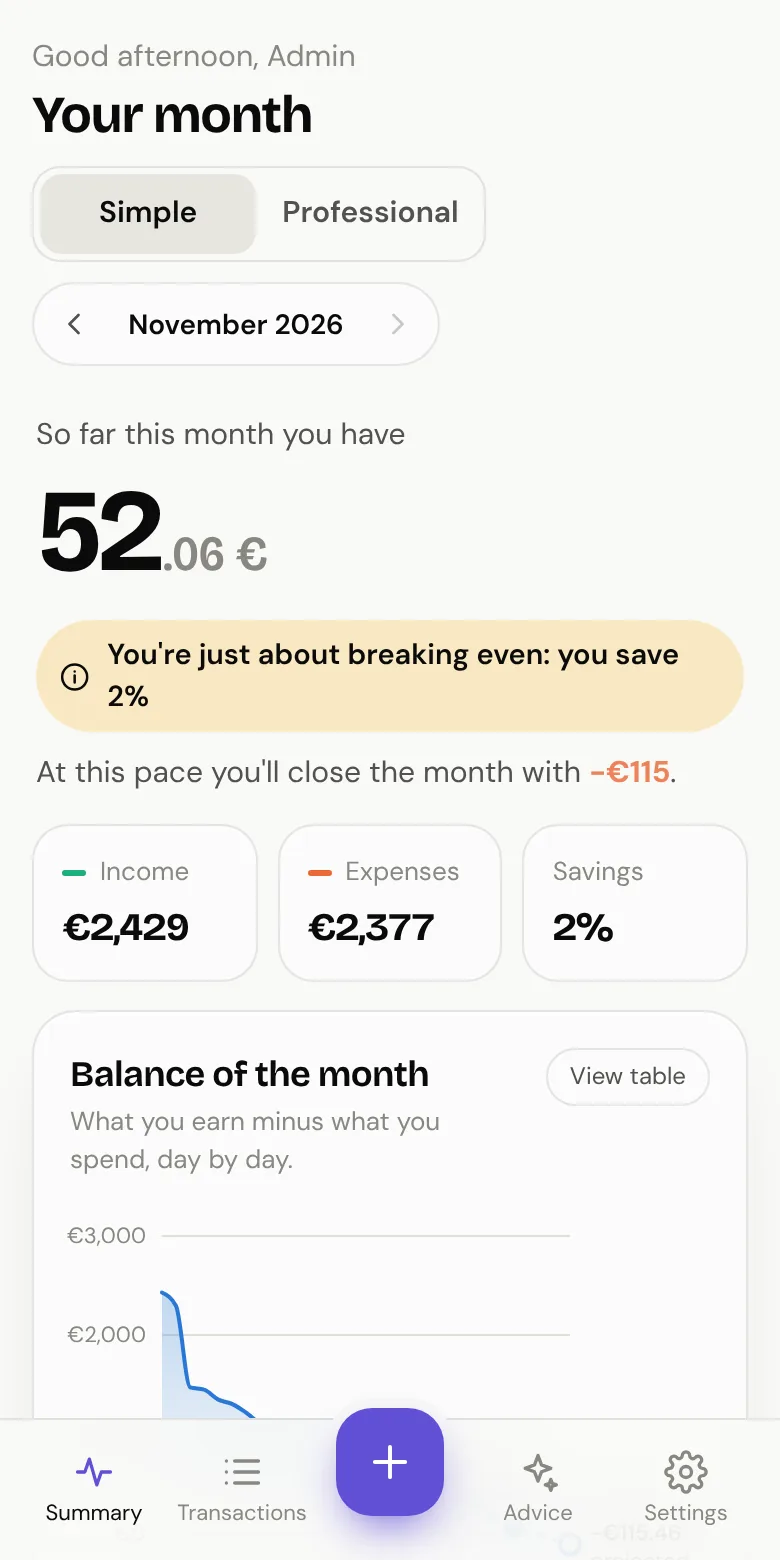 Good afternoon, Admin
Your month
Simple
Professional
November 2026
So far this month you have
52.06 €
You're just about breaking even: you save
2%
At this pace you'll close the month with -€115.
Income
Expenses
Savings
€2,429
€2,377
2%
Balance of the month
View table
What you earn minus what you
spend, day by day.
€3,000
€2,000
Summary
Transactions
Advice
Settings
-€115.46